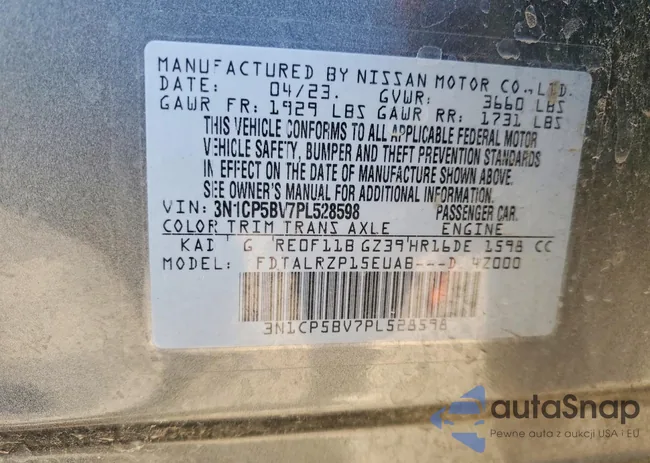 MANUFACTURED BY NISSAN MOTOR CO.,LTD.
DATE: 04/23. GVWR: 3660 LBS
GAWR FR: 1929 LBS GAWR RR: 1731 LBS
THIS VEHICLE CONFORMS TO ALL APPLICABLE FEDERAL MOTOR
VEHICLE SAFETY, BUMPER AND THEFT PREVENTION STANDARDS
IN EFFECT ON THE DATE OF MANUFACTURE SHOWN ABOVE.
SEE OWNER'S MANUAL FOR ADDITIONAL INFORMATION.
VIN: 3N1CP5BV7PL528598 PASSENGER CAR.
COLOR TRIM TRANS AXLE ENGINE
KAD G RE0F11B GZ39 HR16DE 1598 CC
MODEL: FDTALRZP15EUAB---D 4Z000
3N1CP5BV7PL528598
autaSnap
Pewne auta z aukcji USA i EU